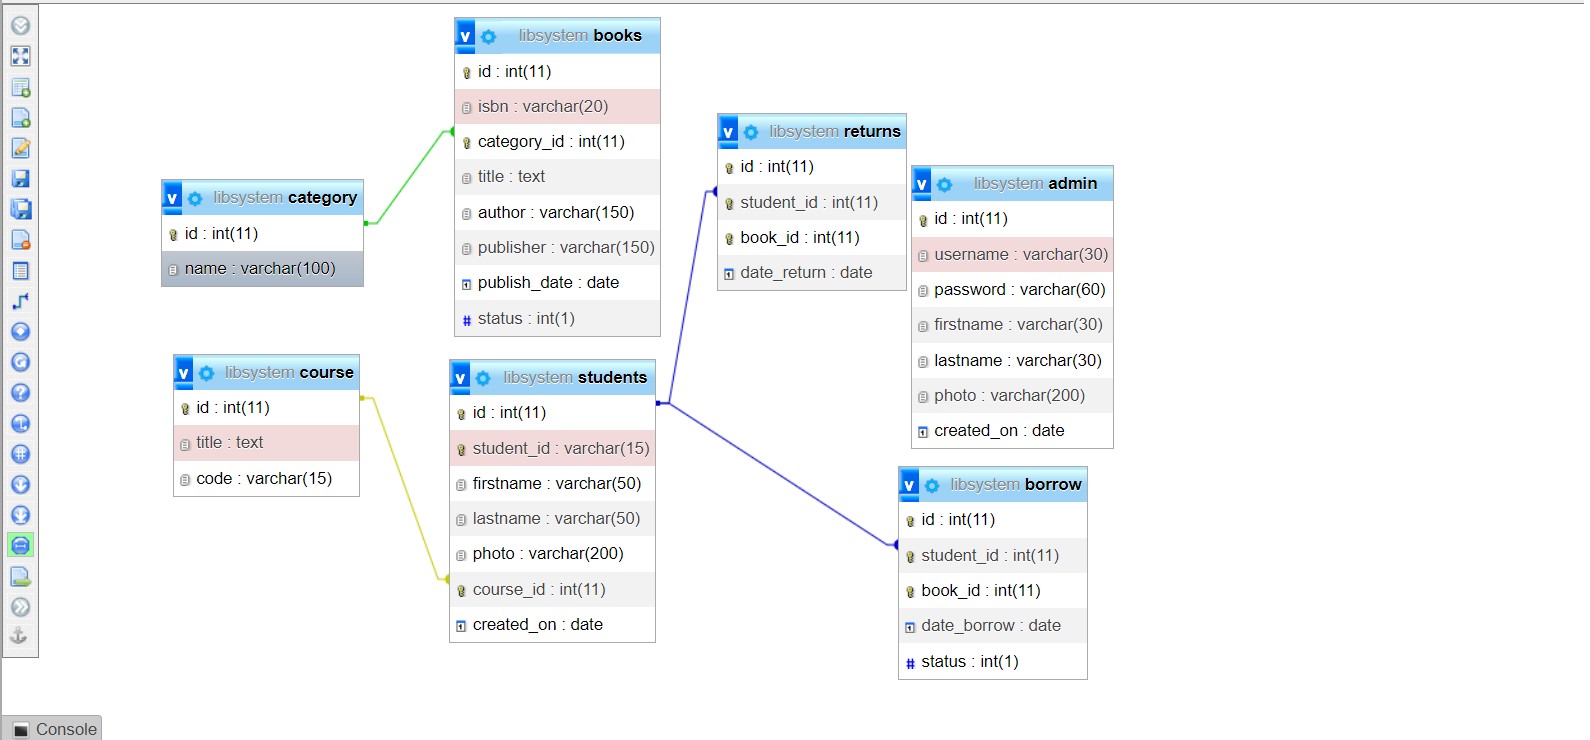 libsystem books
id : int(11)
isbn : varchar(20)
category_id : int(11)
title : text
author : varchar(150)
publisher : varchar(150)
publish_date : date
status : int(1)
libsystem returns
id : int(11)
student_id : int(11)
book_id : int(11)
date_return : date
libsystem admin
id : int(11)
username : varchar(30)
password : varchar(60)
firstname : varchar(30)
lastname : varchar(30)
photo : varchar(200)
created_on : date
libsystem category
id : int(11)
name : varchar(100)
libsystem course
id : int(11)
title : text
code : varchar(15)
libsystem students
id : int(11)
student_id : varchar(15)
firstname : varchar(50)
lastname : varchar(50)
photo : varchar(200)
course_id : int(11)
created_on : date
libsystem borrow
id : int(11)
student_id : int(11)
book_id : int(11)
date_borrow : date
status : int(1)
Console